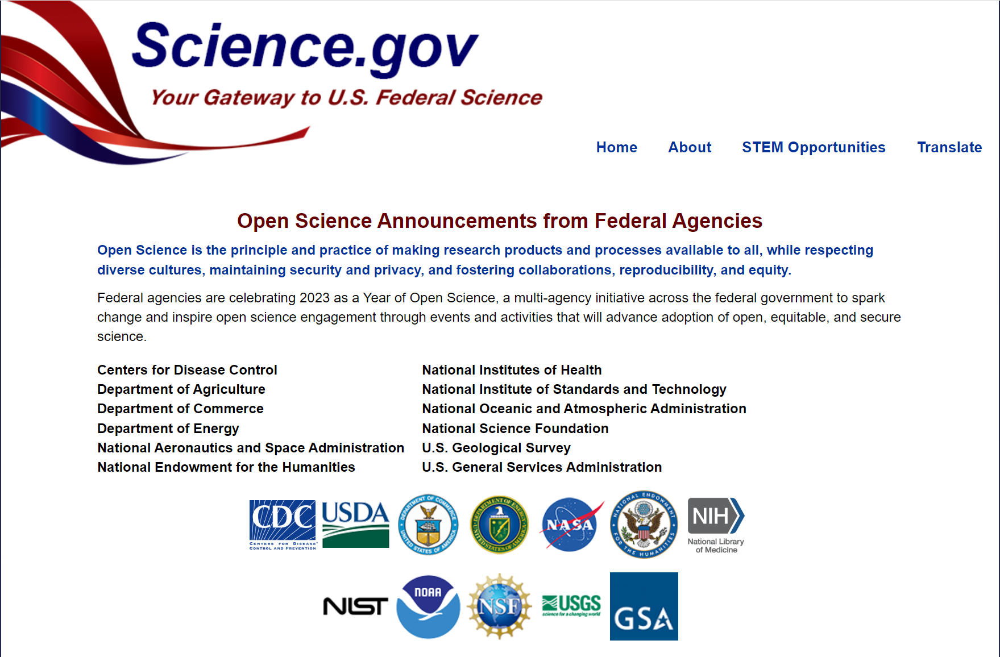 Science.gov
Your Gateway to U.S. Federal Science
Home About STEM Opportunities Translate
Open Science Announcements from Federal Agencies
Open Science is the principle and practice of making research products and processes available to all, while respecting
diverse cultures, maintaining security and privacy, and fostering collaborations, reproducibility, and equity.
Federal agencies are celebrating 2023 as a Year of Open Science, a multi-agency initiative across the federal government to spark
change and inspire open science engagement through events and activities that will advance adoption of open, equitable, and secure
science.
Centers for Disease Control
Department of Agriculture
Department of Commerce
Department of Energy
National Aeronautics and Space Administration
National Endowment for the Humanities
National Institutes of Health
National Institute of Standards and Technology
National Oceanic and Atmospheric Administration
National Science Foundation
U.S. Geological Survey
U.S. General Services Administration
CDC
CENTERS FOR DISEASE™
CONTROL AND PREVENTION
USDA
DEPARTMENT OF COMMERCE
UNITED STATES OF AMERICA
DEPARTMENT OF ENERGY
UNITED STATES OF AMERICA
NASA
NATIONAL ENDOWMENT
FOR THE HUMANITIES
NIH
National Library
of Medicine
NIST
NOAA
NSF
USGS
science for a changing world
GSA